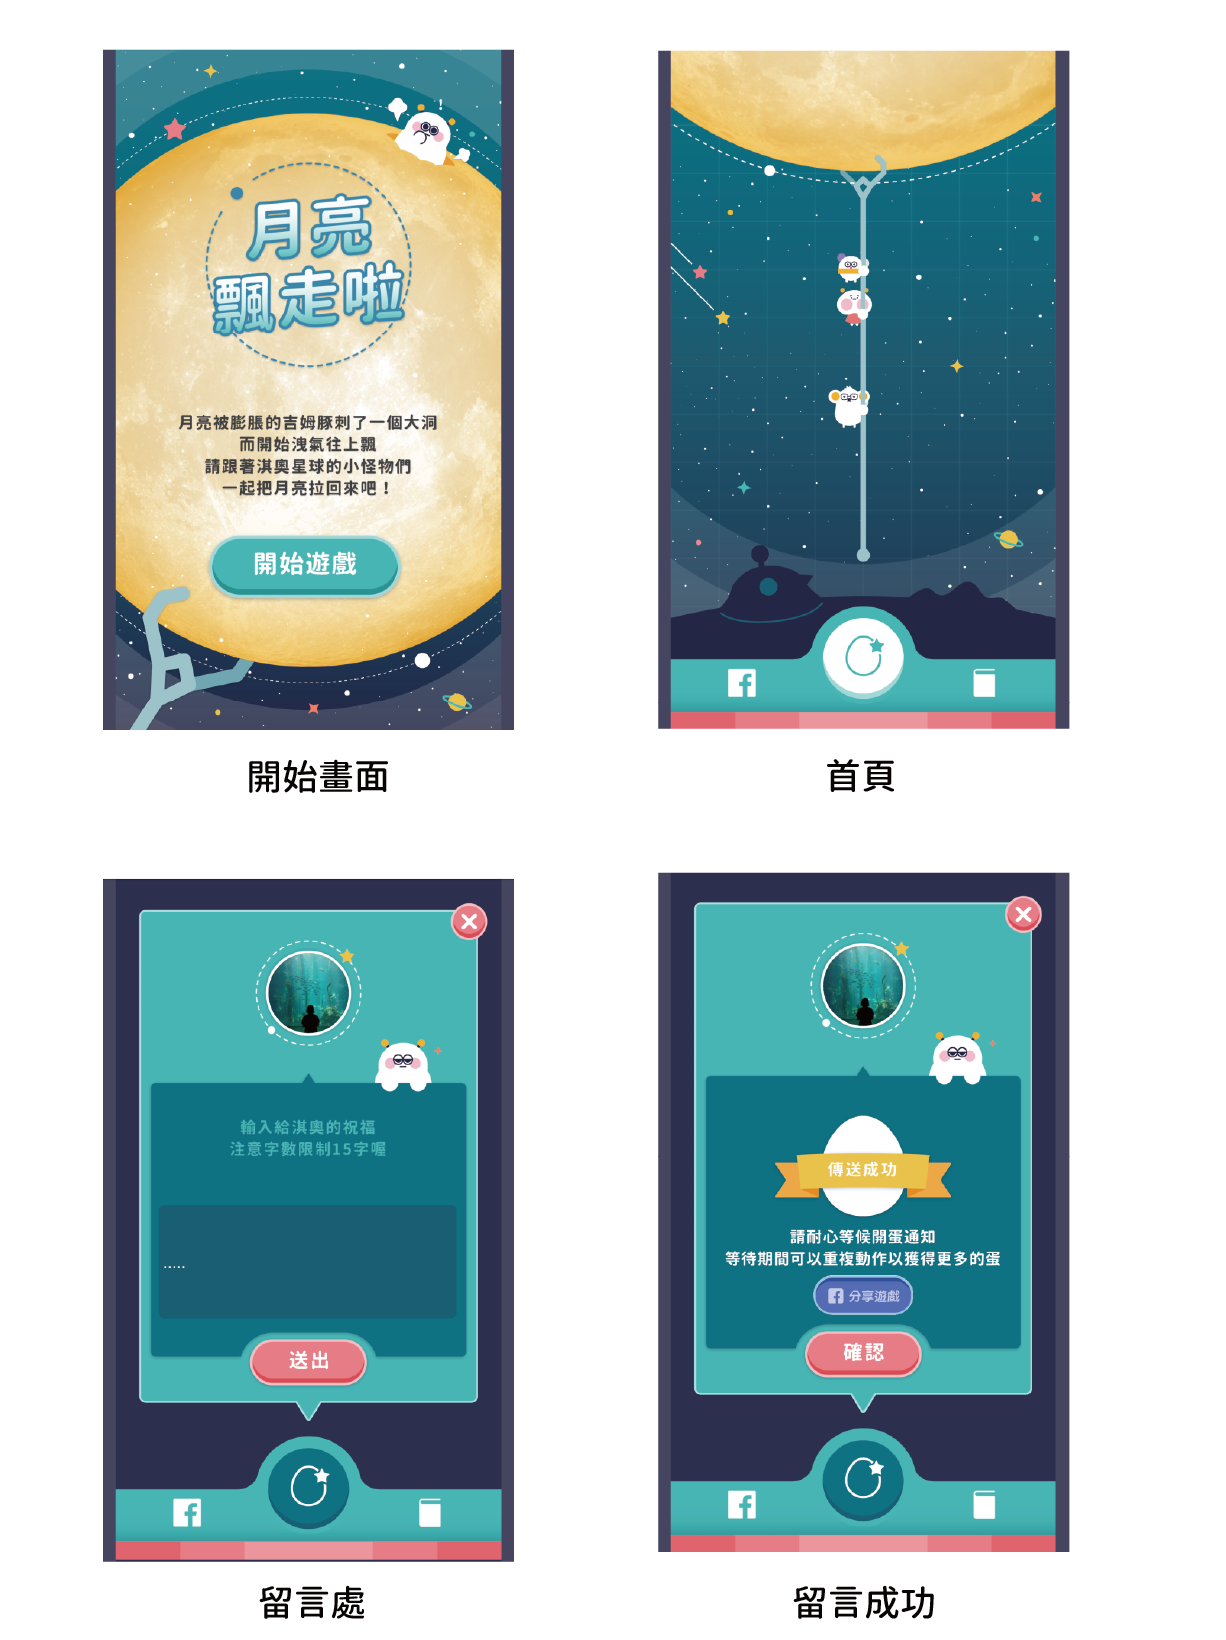 月亮
飄走啦
月亮被膨脹的吉姆豚刺了一個大洞
而開始洩氣往上飄
請跟著淇奧星球的小怪物們
一起把月亮拉回來吧！
開始遊戲
開始畫面
首頁
輸入給淇奧的祝福
注意字數限制15字喔
.....
送出
留言處
傳送成功
請耐心等候開蛋通知
等待期間可以重複動作以獲得更多的蛋
分享遊戲
確認
留言成功